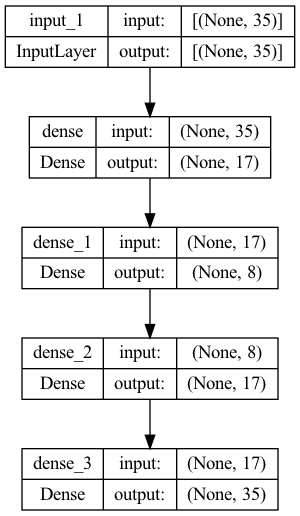 input_1 input: [(None, 35)]
InputLayer output: [(None, 35)]
dense input: (None, 35)
Dense output: (None, 17)
dense_1 input: (None, 17)
Dense output: (None, 8)
dense_2 input: (None, 8)
Dense output: (None, 17)
dense_3 input: (None, 17)
Dense output: (None, 35)